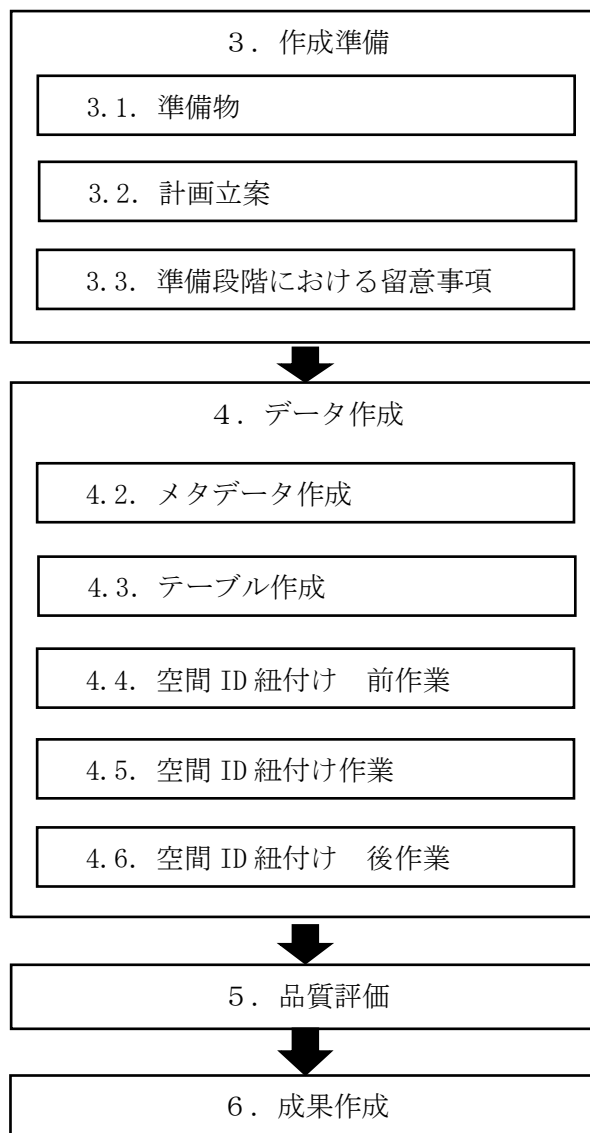 ３．作成準備
3.1. 準備物
3.2. 計画立案
3.3. 準備段階における留意事項
４．データ作成
4.2. メタデータ作成
4.3. テーブル作成
4.4. 空間 ID 紐付け　前作業
4.5. 空間 ID 紐付け作業
4.6. 空間 ID 紐付け　後作業
５．品質評価
６．成果作成